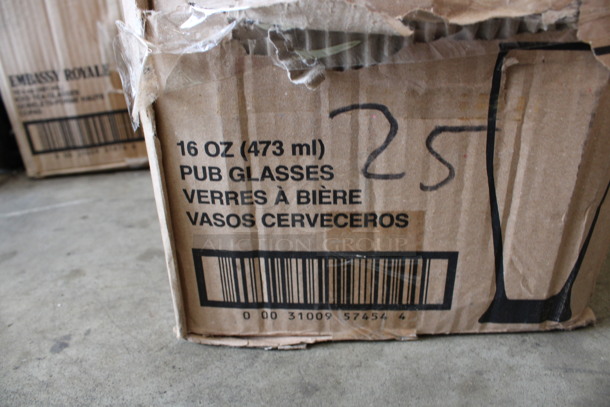 EMBASSY ROYALE
25
16 OZ (473 ml)
PUB GLASSES
VERRES À BIÈRE
VASOS CERVECEROS
AUCTION GROUP
0 00 31009 57454 4